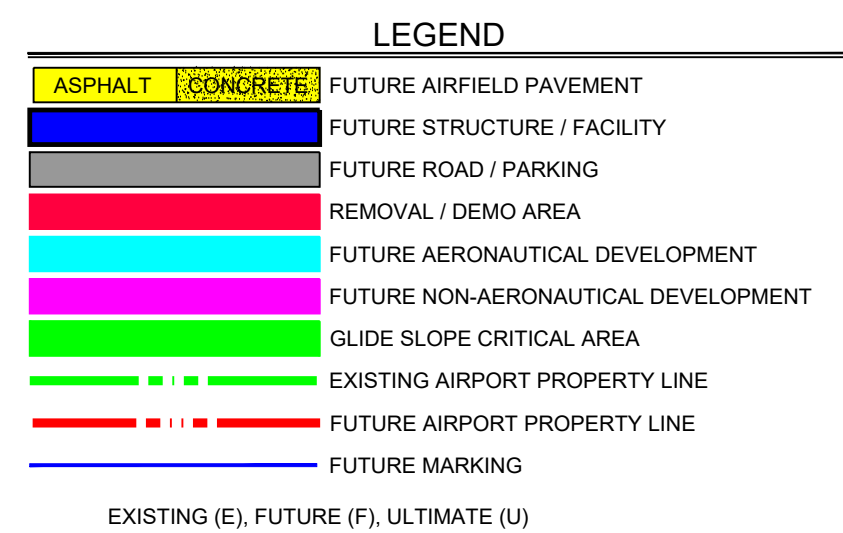 LEGEND
ASPHALT CONCRETE FUTURE AIRFIELD PAVEMENT
FUTURE STRUCTURE / FACILITY
FUTURE ROAD / PARKING
REMOVAL / DEMO AREA
FUTURE AERONAUTICAL DEVELOPMENT
FUTURE NON-AERONAUTICAL DEVELOPMENT
GLIDE SLOPE CRITICAL AREA
EXISTING AIRPORT PROPERTY LINE
FUTURE AIRPORT PROPERTY LINE
FUTURE MARKING
EXISTING (E), FUTURE (F), ULTIMATE (U)